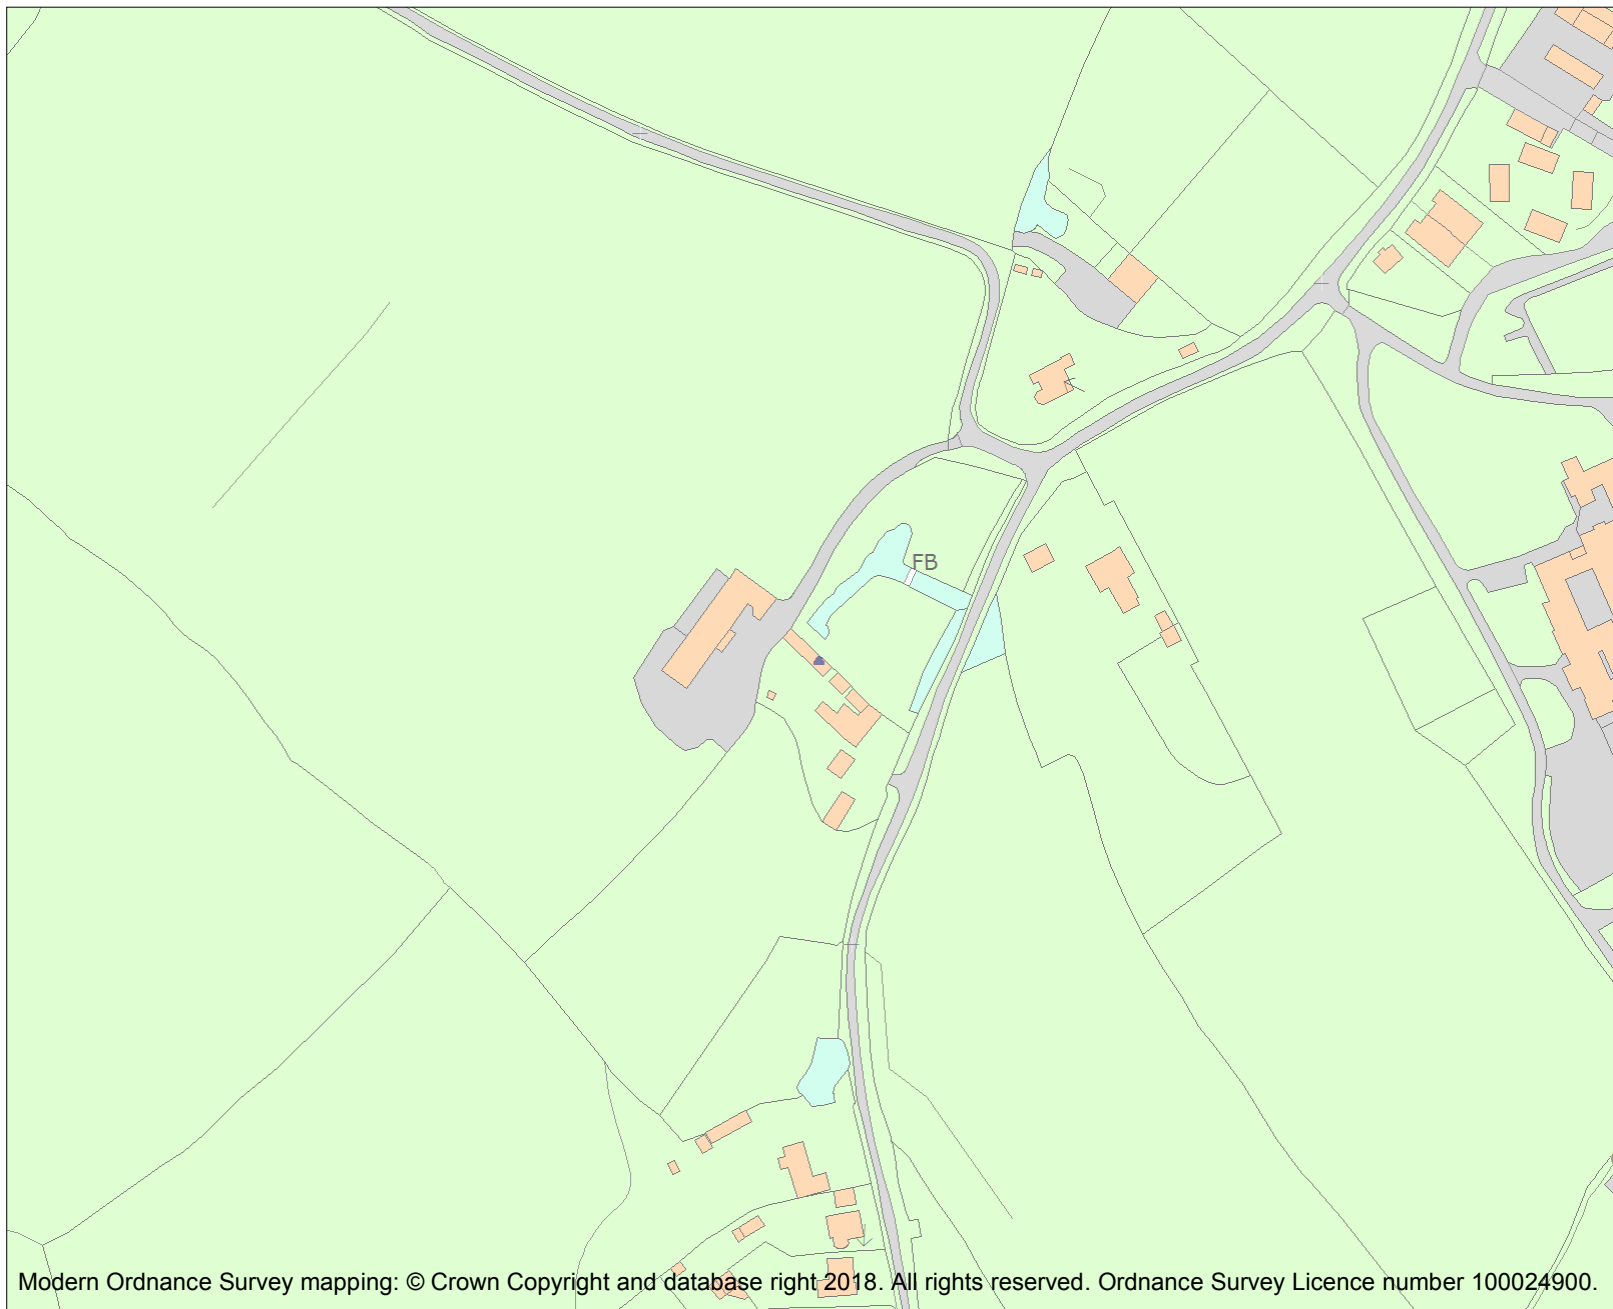 FB
Modern Ordnance Survey mapping: © Crown Copyright and database right 2018. All rights reserved. Ordnance Survey Licence number 100024900.